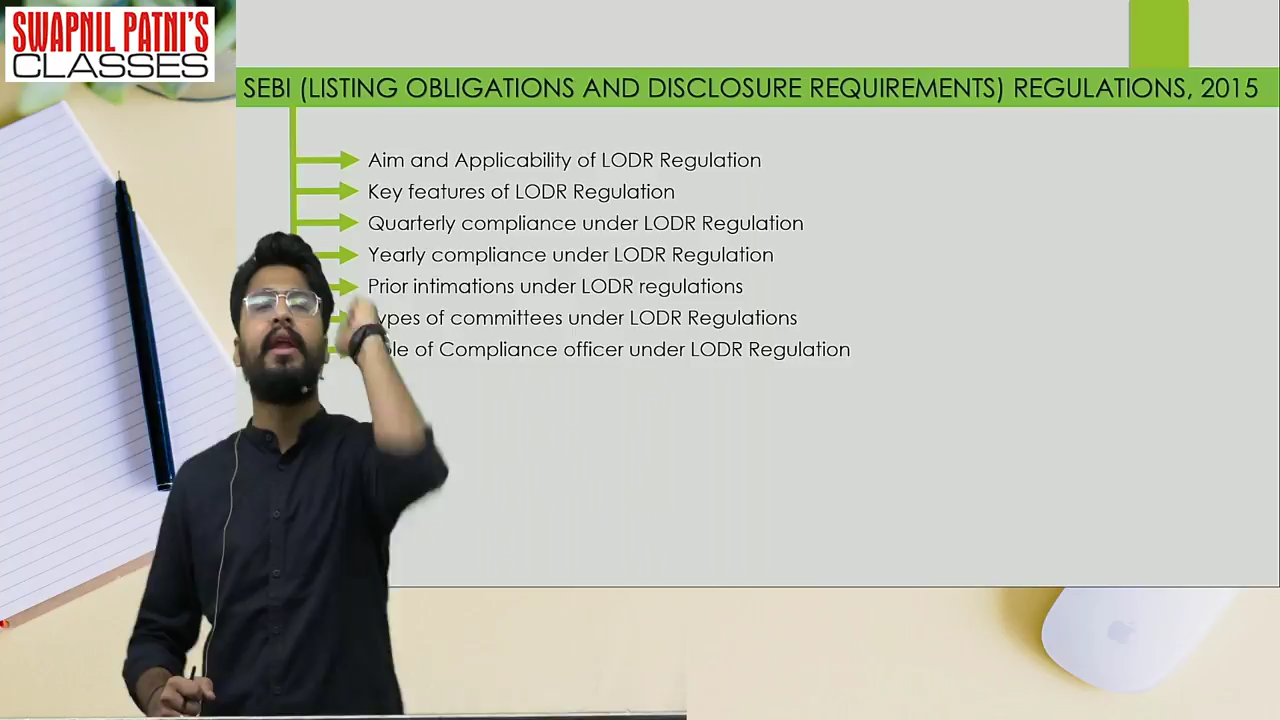 SWAPNIL PATNI'S
CLASSES
SEBI (LISTING OBLIGATIONS AND DISCLOSURE REQUIREMENTS) REGULATIONS, 2015
Aim and Applicability of LODR Regulation
Key features of LODR Regulation
Quarterly compliance under LODR Regulation
Yearly compliance under LODR Regulation
Prior intimations under LODR regulations
ypes of committees under LODR Regulations
ole of Compliance officer under LODR Regulation